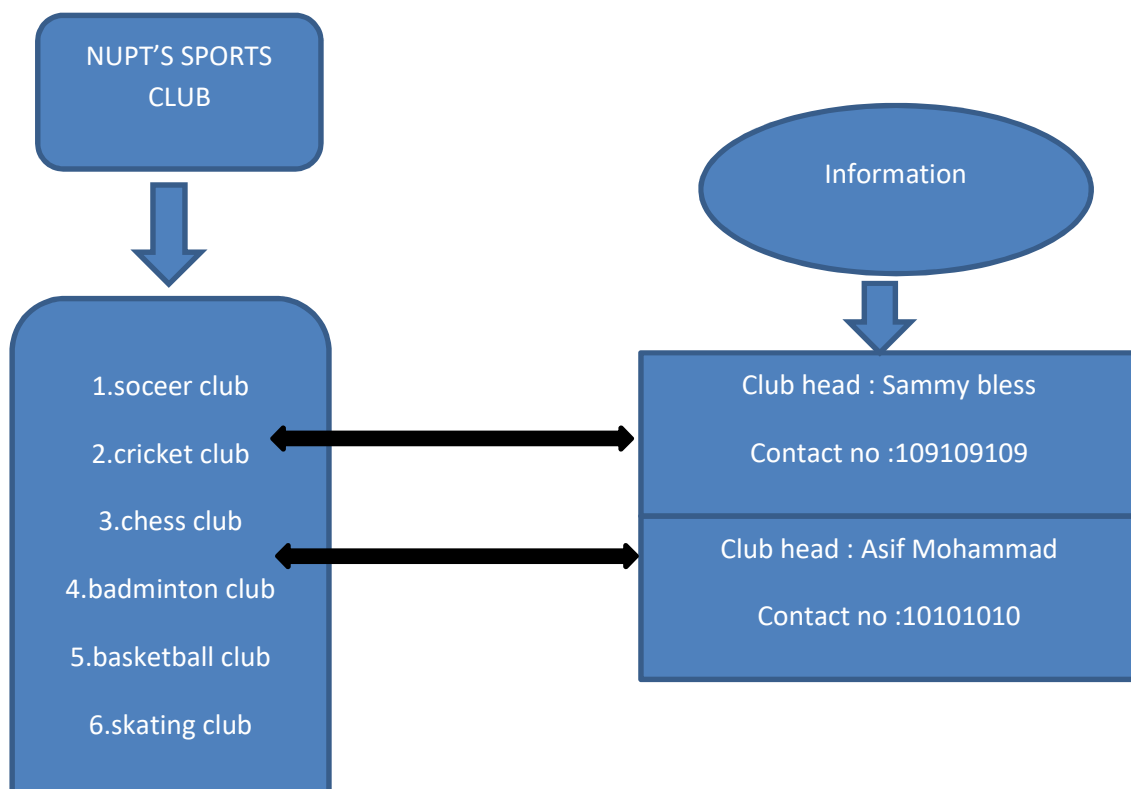 NUPT'S SPORTS
CLUB
Information
1.soceer club
2.cricket club
3.chess club
4.badminton club
5.basketball club
6.skating club
Club head : Sammy bless
Contact no :109109109
Club head : Asif Mohammad
Contact no :10101010